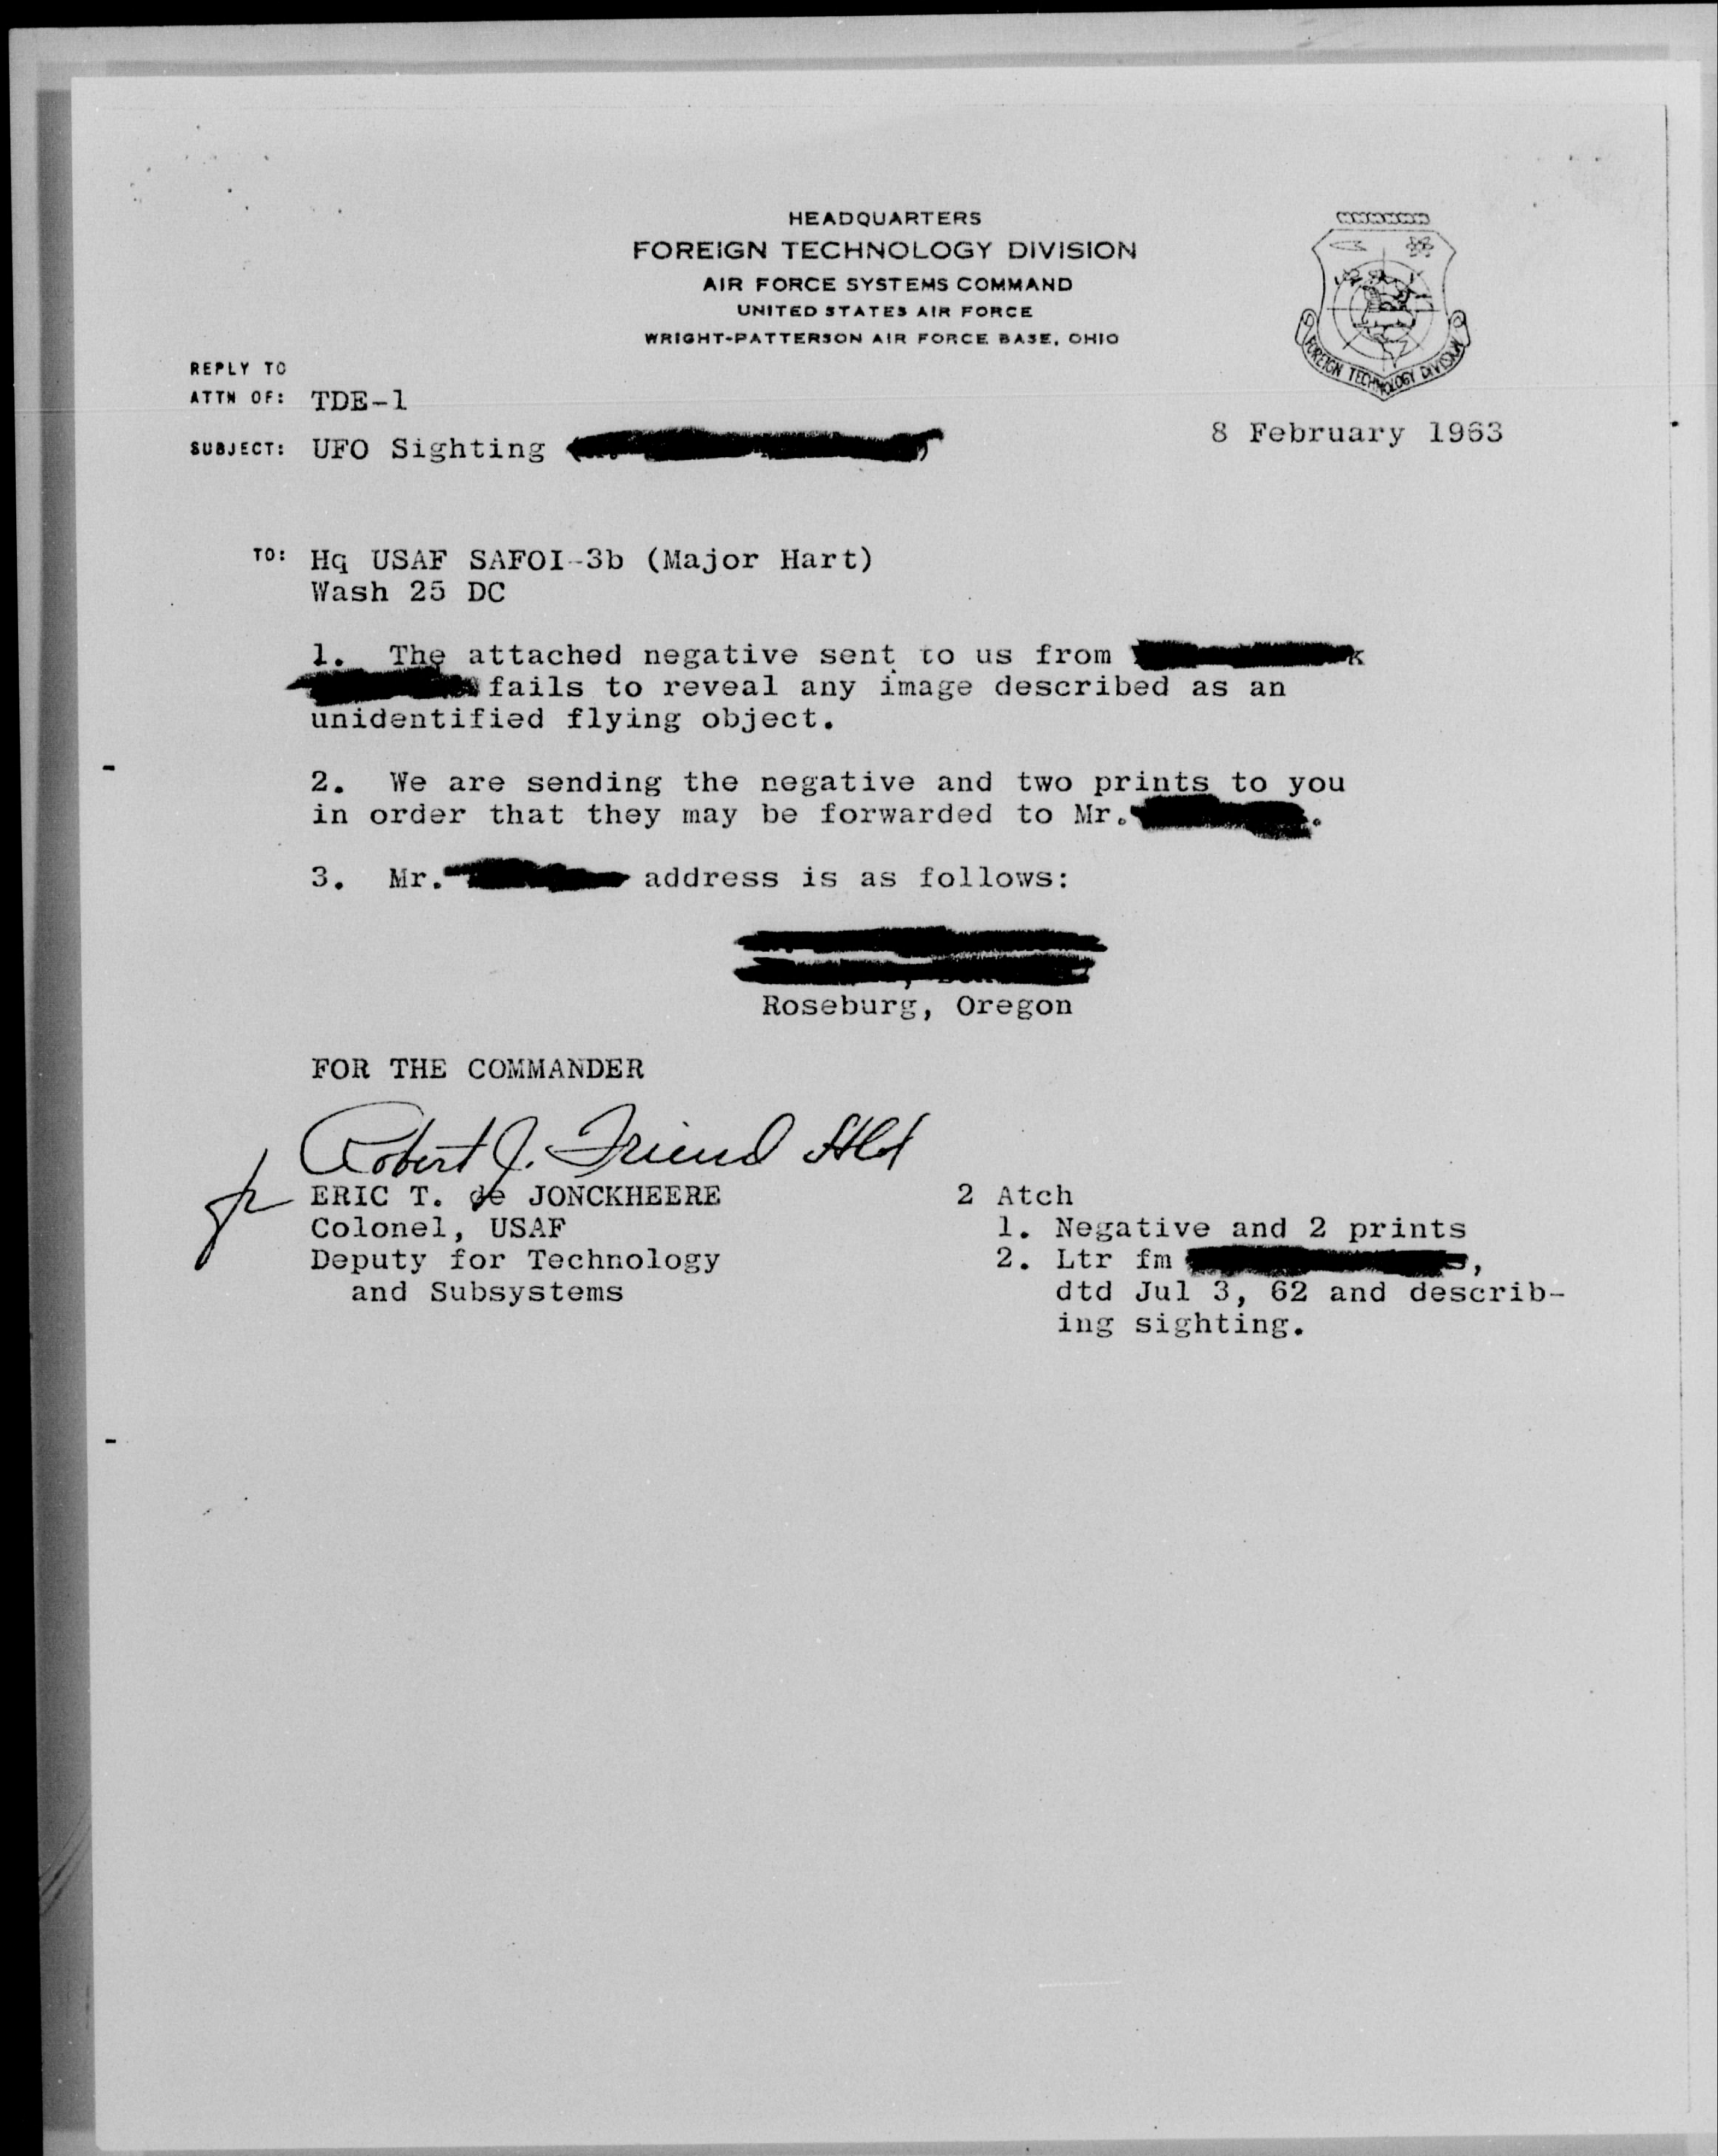 HEADQUARTERS
FOREIGN TECHNOLOGY DIVISION
AIR FORCE SYSTEMS COMMAND
UNITED STATES AIR FORCE
WRIGHT-PATTERSON AIR FORCE BASE, OHIO
FOREIGN TECHNOLOGY DIVISION
REPLY TO
ATTN OF: TDE-1
8 February 1963
SUBJECT: UFO Sighting
TO: Hq USAF SAFOI-3b (Major Hart)
Wash 25 DC
1. The attached negative sent to us from
fails to reveal any image described as an
unidentified flying object.
2. We are sending the negative and two prints to you
in order that they may be forwarded to Mr.
3. Mr. address is as follows:
Roseburg, Oregon
FOR THE COMMANDER
Robert J. Friend
ERIC T. de JONCKHEERE
Colonel, USAF
Deputy for Technology
and Subsystems
2 Atch
1. Negative and 2 prints
2. Ltr fm ,
dtd Jul 3, 62 and describ-
ing sighting.